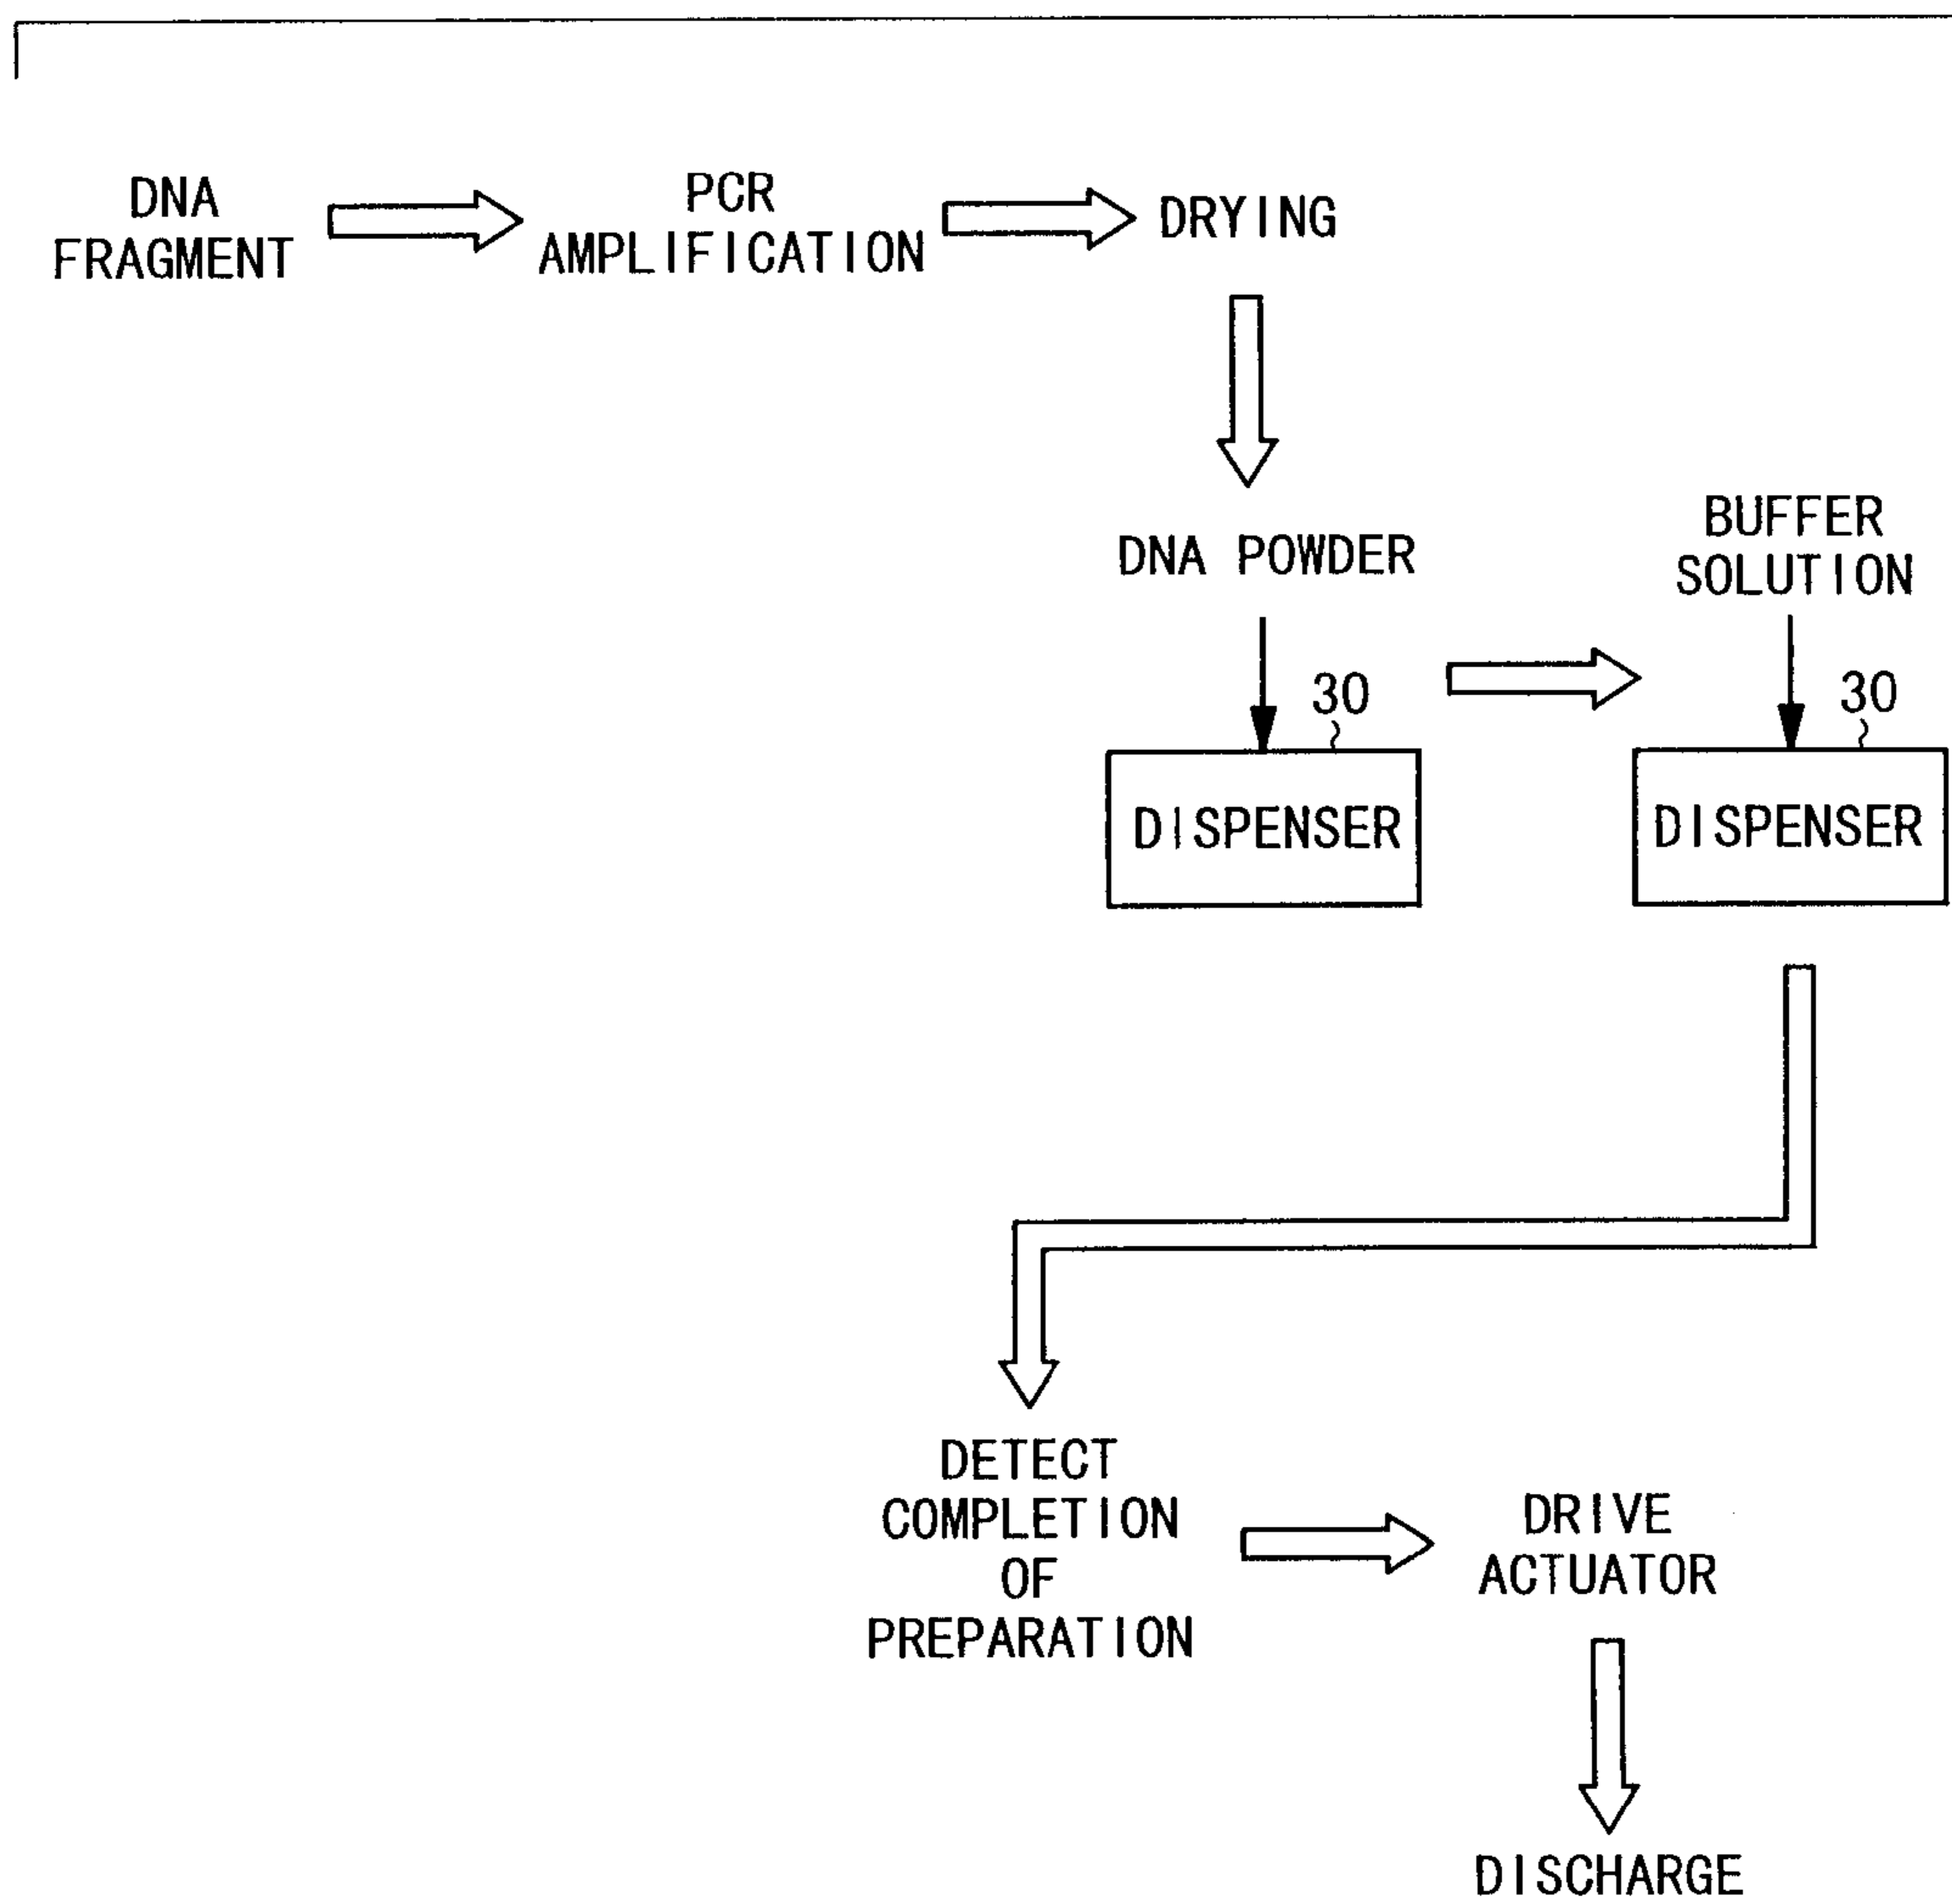 DNA
FRAGMENT
PCR
AMPLIFICATION
DRYING
DNA POWDER
BUFFER
SOLUTION
30
30
DISPENSER
DISPENSER
DETECT
COMPLETION
OF
PREPARATION
DRIVE
ACTUATOR
DISCHARGE